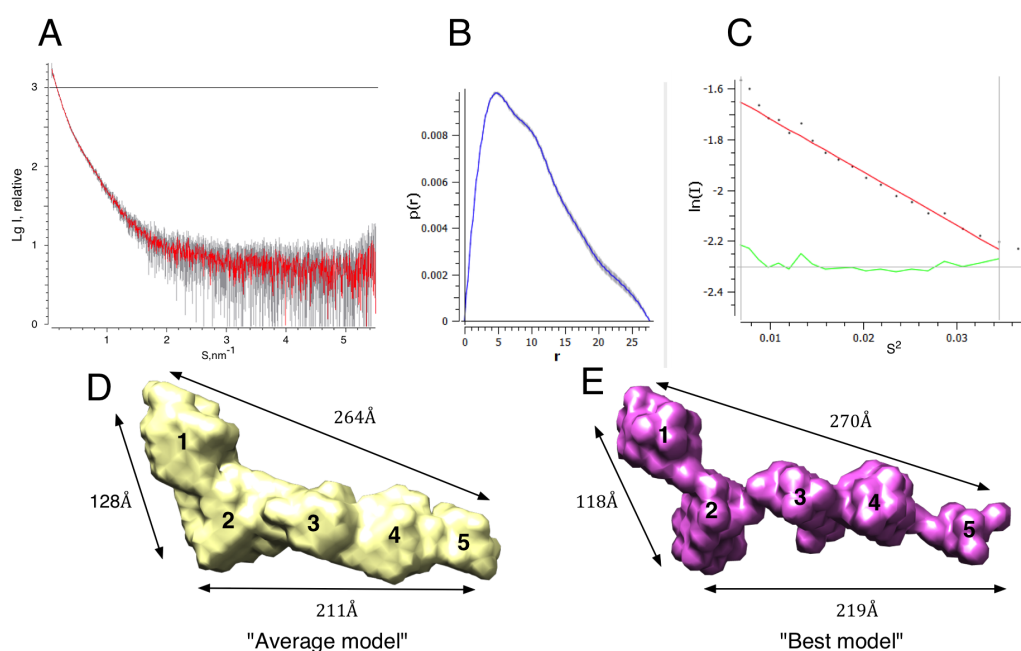 A
B
C
Lg I, relative
3
2
1
0
1
2
3
4
5
S,nm-1
p(r)
0.008
0.006
0.004
0.002
0
0
5
10
15
20
25
r
ln(I)
-1.6
-1.8
-2
-2.2
-2.4
0.01
0.02
0.03
S²
D
264Å
128Å
1
2
3
4
5
211Å
"Average model"
E
270Å
118Å
1
2
3
4
5
219Å
"Best model"